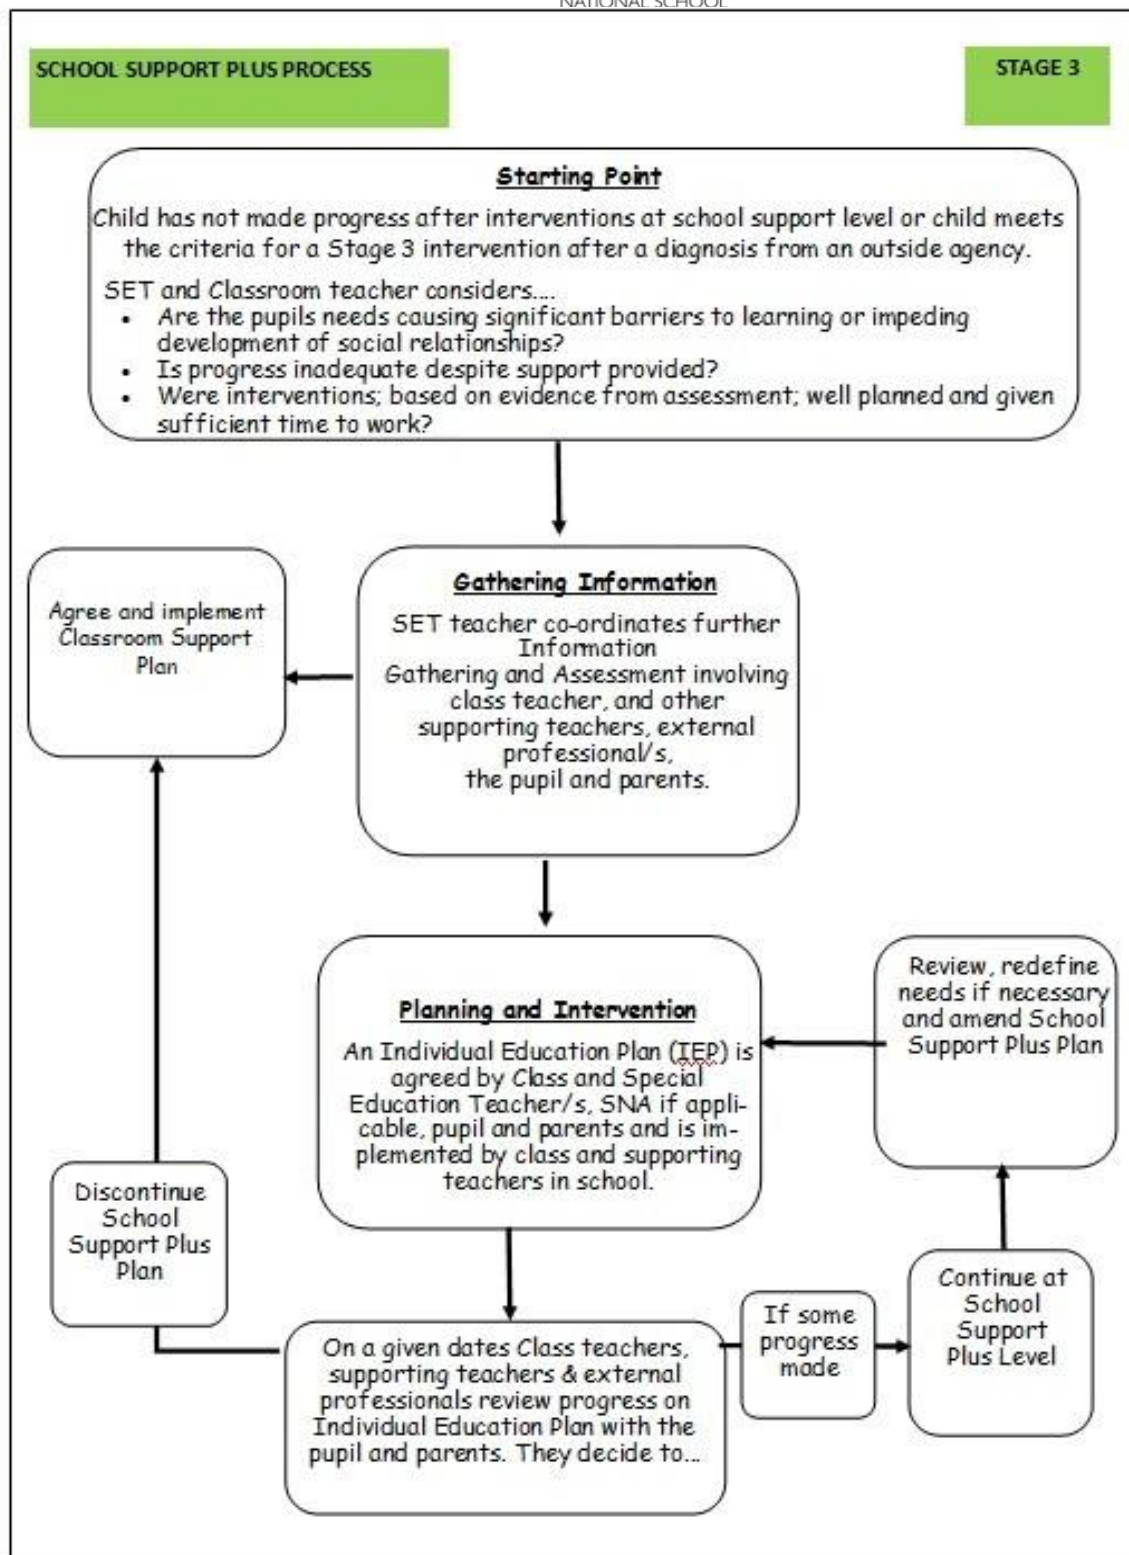 NATIONAL SCHOOL
SCHOOL SUPPORT PLUS PROCESS
STAGE 3
Starting Point
Child has not made progress after interventions at school support level or child meets
the criteria for a Stage 3 intervention after a diagnosis from an outside agency.
SET and Classroom teacher considers....
• Are the pupils needs causing significant barriers to learning or impeding
development of social relationships?
• Is progress inadequate despite support provided?
• Were interventions; based on evidence from assessment; well planned and given
sufficient time to work?
Agree and implement
Classroom Support
Plan
Gathering Information
SET teacher co-ordinates further
Information
Gathering and Assessment involving
class teacher, and other
supporting teachers, external
professional/s,
the pupil and parents.
Planning and Intervention
An Individual Education Plan (IEP) is
agreed by Class and Special
Education Teacher/s, SNA if appli-
cable, pupil and parents and is im-
plemented by class and supporting
teachers in school.
Review, redefine
needs if necessary
and amend School
Support Plus Plan
Discontinue
School
Support Plus
Plan
On a given dates Class teachers,
supporting teachers & external
professionals review progress on
Individual Education Plan with the
pupil and parents. They decide to...
If some
progress
made
Continue at
School
Support
Plus Level